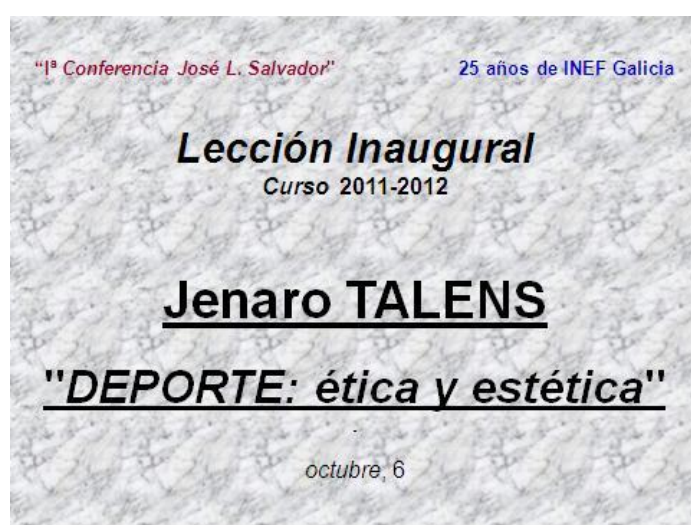 “Iª Conferencia José L. Salvador” 25 años de INEF Galicia
Lección Inaugural
Curso 2011-2012
Jenaro TALENS
"DEPORTE: ética y estética"
.
octubre, 6